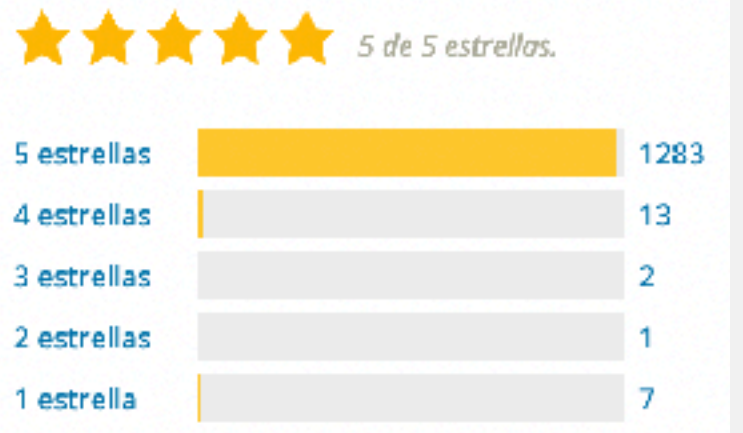 5 de 5 estrellas.
5 estrellas 1283
4 estrellas 13
3 estrellas 2
2 estrellas 1
1 estrella 7